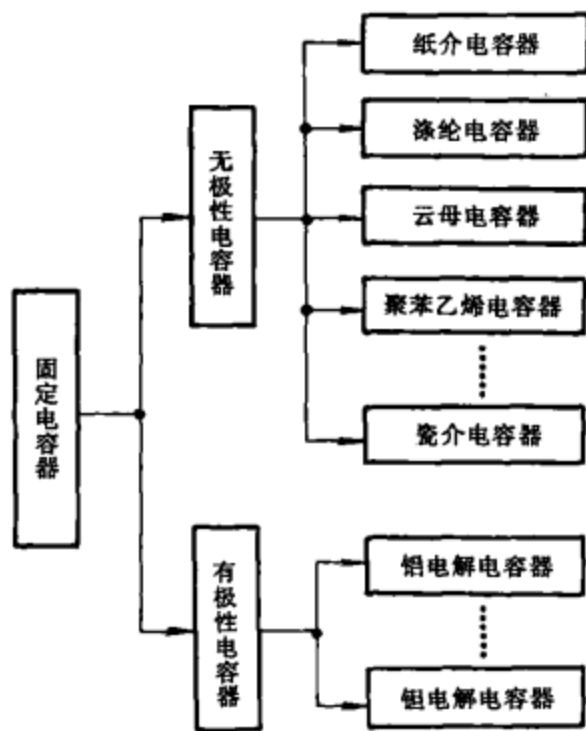 固定电容器
无极性电容器
纸介电容器
涤纶电容器
云母电容器
聚苯乙烯电容器
瓷介电容器
有极性电容器
铝电解电容器
钽电解电容器